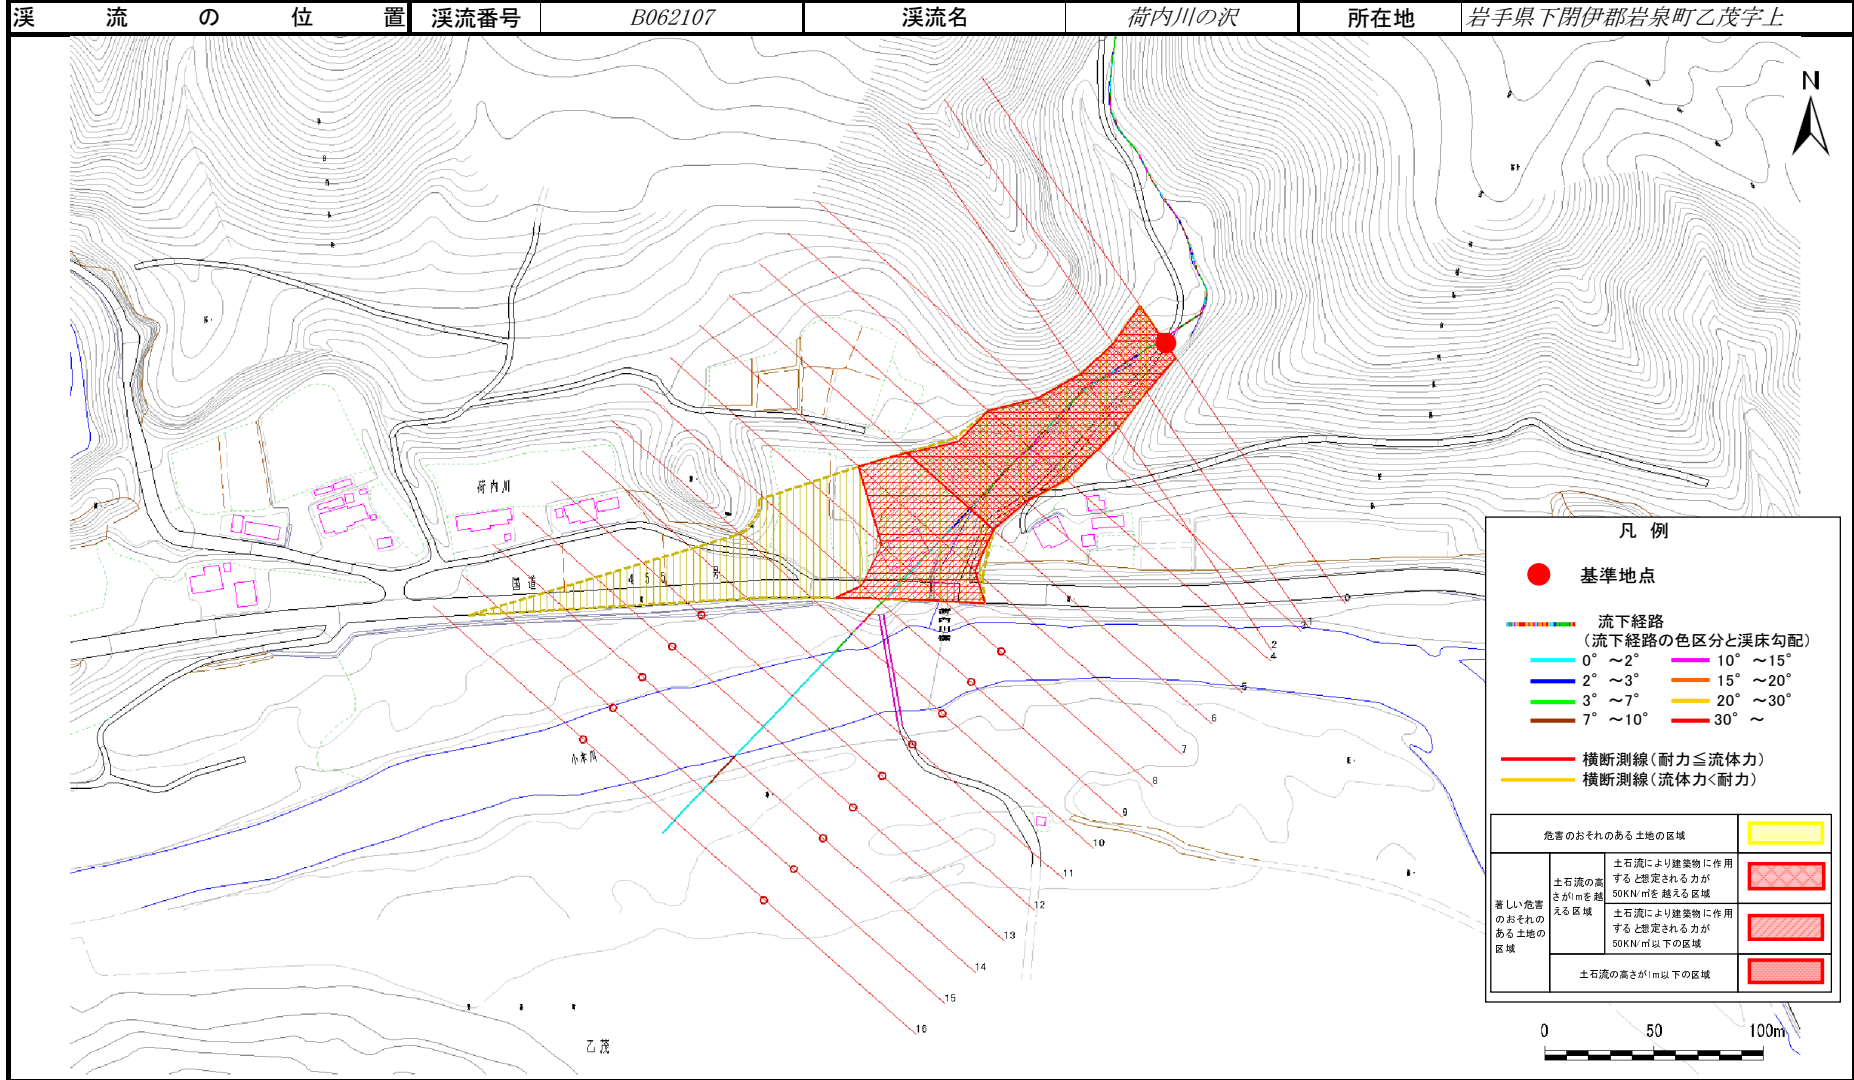 渓流の位置 渓流番号 B062107 渓流名 荷内川の沢 所在地 岩手県下閉伊郡岩泉町乙茂字上
N
荷内川
国道 455 号
荷内川橋
小本川
乙茂
0
1
2
4
5
6
7
8
9
10
11
12
13
14
15
16
凡例
基準地点
流下経路
(流下経路の色区分と渓床勾配)
0° ～2° 10° ～15°
2° ～3° 15° ～20°
3° ～7° 20° ～30°
7° ～10° 30° ～
横断測線(耐力≦流体力)
横断測線(流体力<耐力)
危害のおそれのある土地の区域
著しい危害
のおそれの
ある土地の
区域
土石流の高
さが1mを越
える区域
土石流により建築物に作用
すると想定される力が
50KN/㎡を越える区域
土石流により建築物に作用
すると想定される力が
50KN/㎡以下の区域
土石流の高さが1m以下の区域
0 50 100m